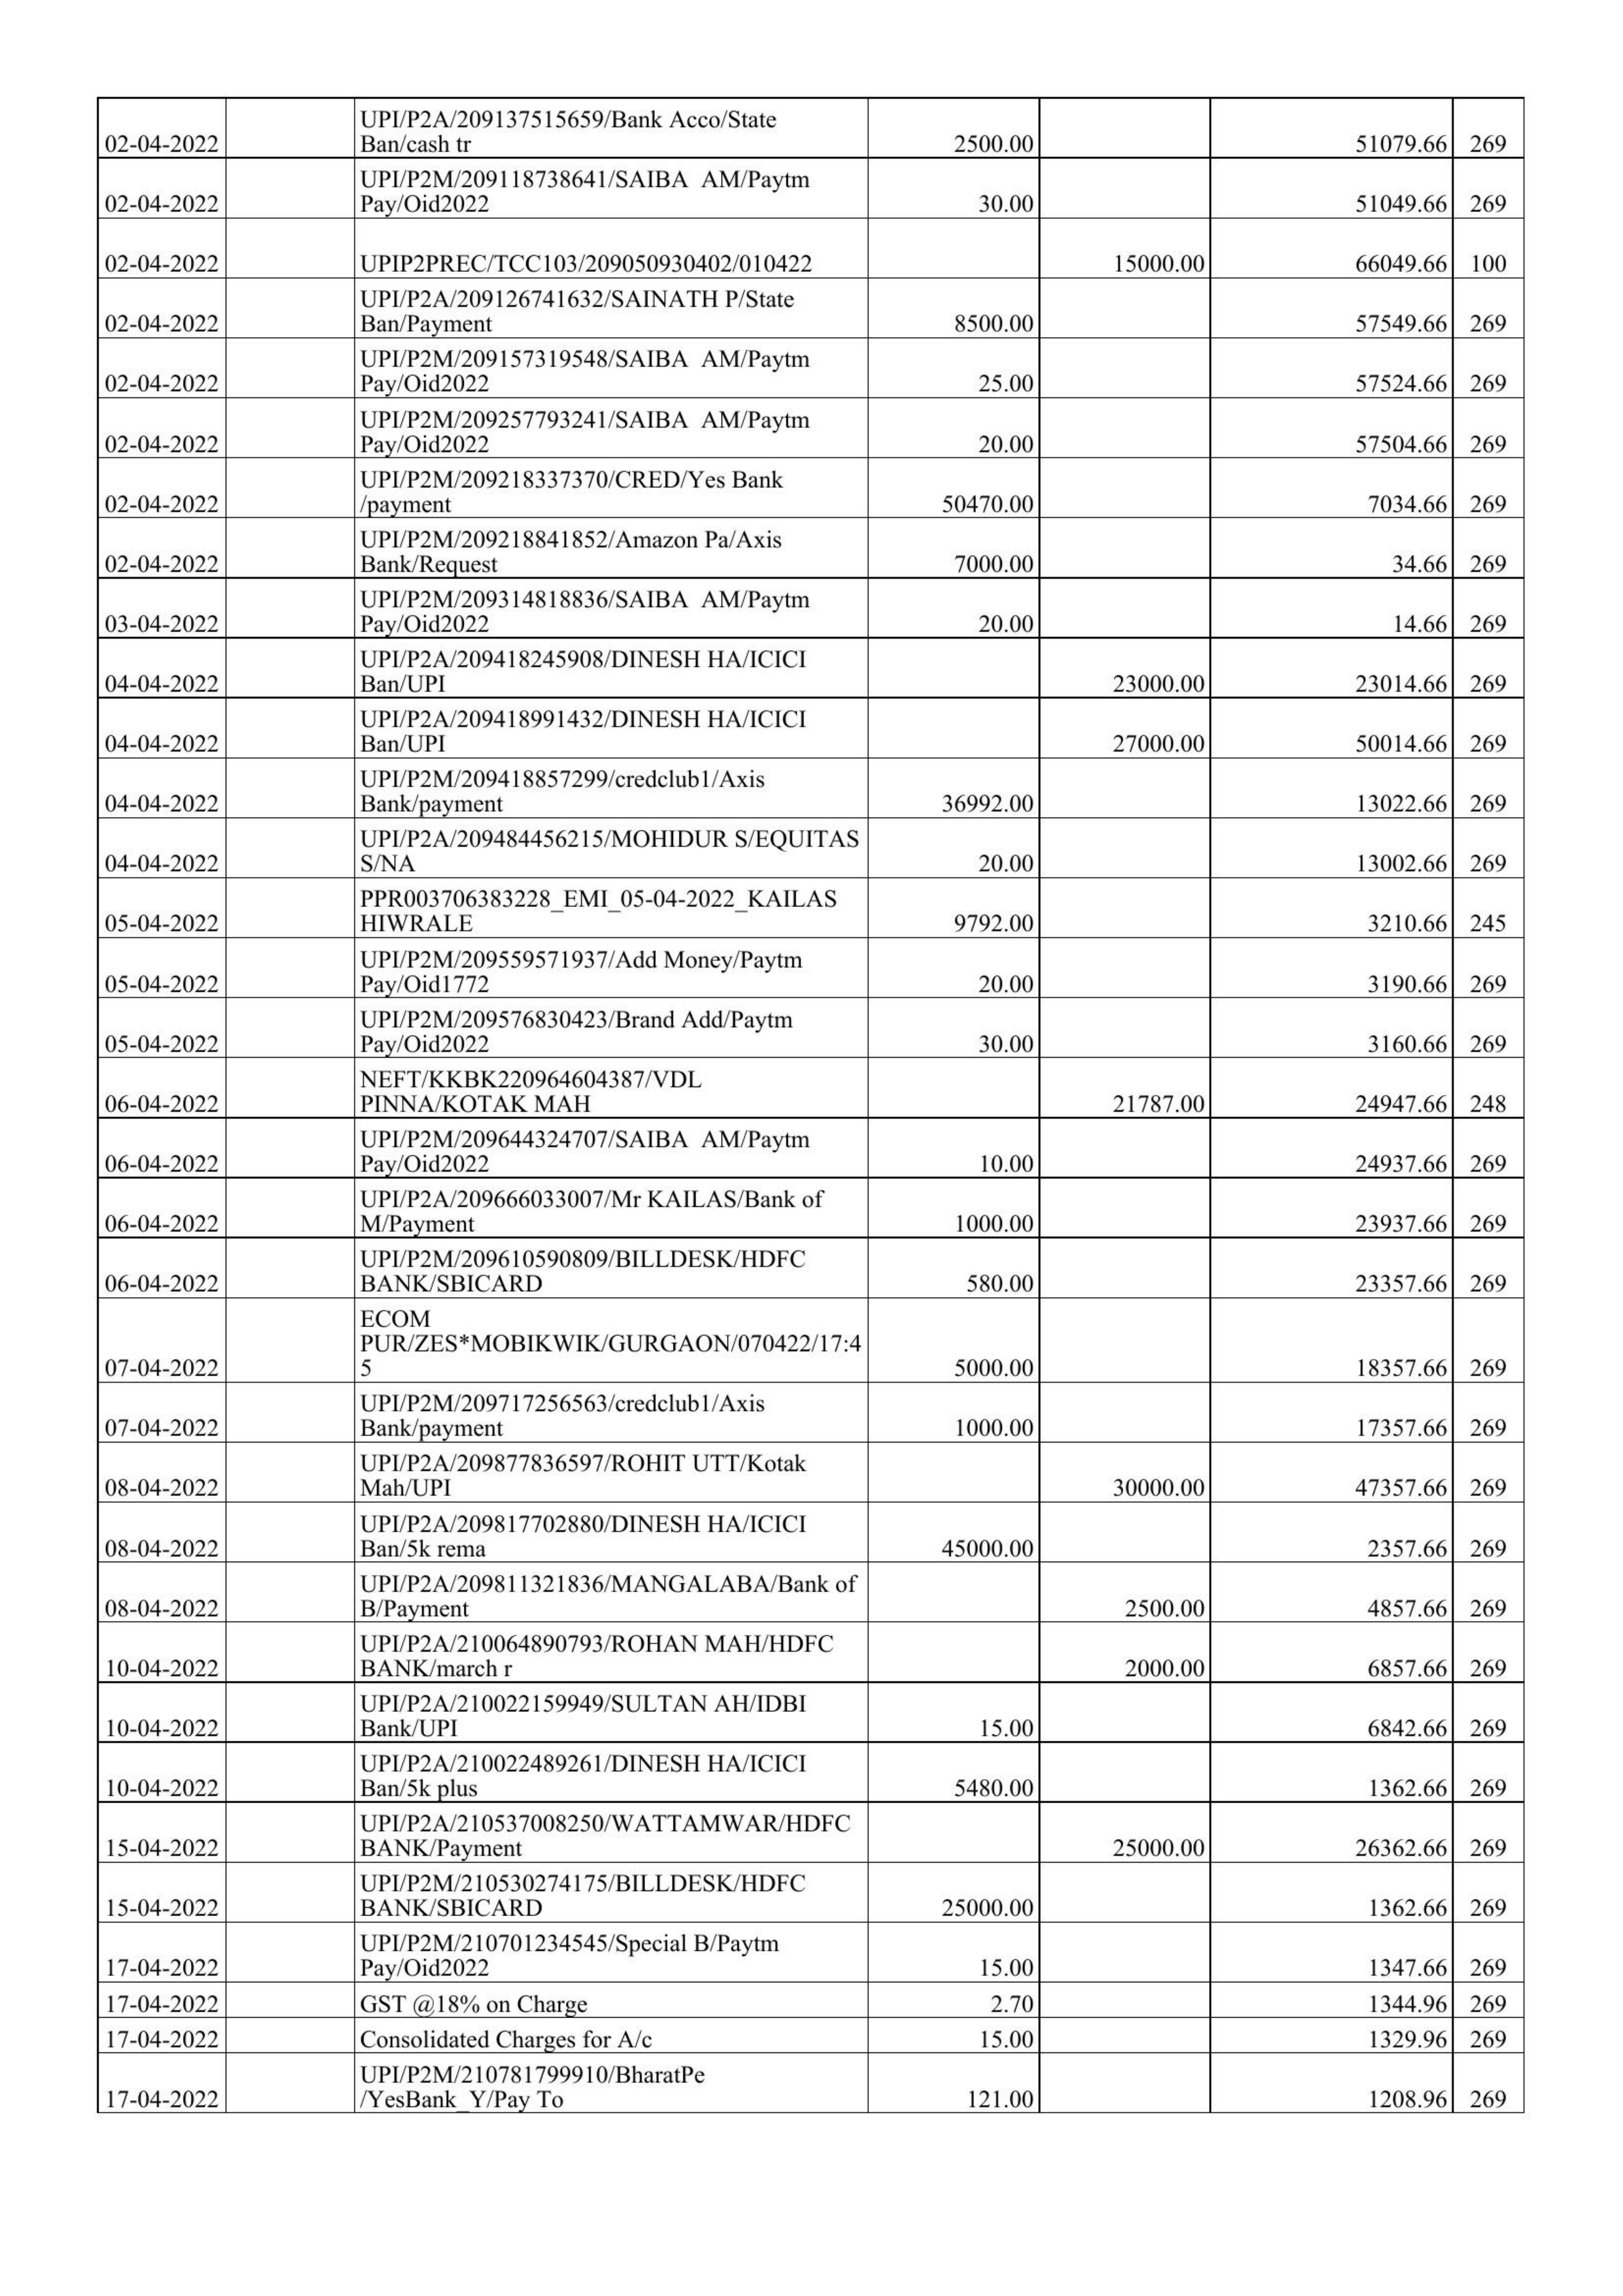 UPI/P2A/209137515659/Bank Acco/State
02-04-2022 Ban/cash tr 2500.00 51079.66 269
UPI/P2M/209118738641/SAIBA  AM/Paytm
02-04-2022 Pay/Oid2022 30.00 51049.66 269
02-04-2022 UPIP2PREC/TCC103/209050930402/010422 15000.00 66049.66 100
UPI/P2A/209126741632/SAINATH P/State
02-04-2022 Ban/Payment 8500.00 57549.66 269
UPI/P2M/209157319548/SAIBA  AM/Paytm
02-04-2022 Pay/Oid2022 25.00 57524.66 269
UPI/P2M/209257793241/SAIBA  AM/Paytm
02-04-2022 Pay/Oid2022 20.00 57504.66 269
UPI/P2M/209218337370/CRED/Yes Bank
02-04-2022 /payment 50470.00 7034.66 269
UPI/P2M/209218841852/Amazon Pa/Axis
02-04-2022 Bank/Request 7000.00 34.66 269
UPI/P2M/209314818836/SAIBA  AM/Paytm
03-04-2022 Pay/Oid2022 20.00 14.66 269
UPI/P2A/209418245908/DINESH HA/ICICI
04-04-2022 Ban/UPI 23000.00 23014.66 269
UPI/P2A/209418991432/DINESH HA/ICICI
04-04-2022 Ban/UPI 27000.00 50014.66 269
UPI/P2M/209418857299/credclub1/Axis
04-04-2022 Bank/payment 36992.00 13022.66 269
UPI/P2A/209484456215/MOHIDUR S/EQUITAS
04-04-2022 S/NA 20.00 13002.66 269
PPR003706383228_EMI_05-04-2022_KAILAS
05-04-2022 HIWRALE 9792.00 3210.66 245
UPI/P2M/209559571937/Add Money/Paytm
05-04-2022 Pay/Oid1772 20.00 3190.66 269
UPI/P2M/209576830423/Brand Add/Paytm
05-04-2022 Pay/Oid2022 30.00 3160.66 269
NEFT/KKBK220964604387/VDL
06-04-2022 PINNA/KOTAK MAH 21787.00 24947.66 248
UPI/P2M/209644324707/SAIBA  AM/Paytm
06-04-2022 Pay/Oid2022 10.00 24937.66 269
UPI/P2A/209666033007/Mr KAILAS/Bank of
06-04-2022 M/Payment 1000.00 23937.66 269
UPI/P2M/209610590809/BILLDESK/HDFC
06-04-2022 BANK/SBICARD 580.00 23357.66 269
ECOM
PUR/ZES*MOBIKWIK/GURGAON/070422/17:4
07-04-2022 5 5000.00 18357.66 269
UPI/P2M/209717256563/credclub1/Axis
07-04-2022 Bank/payment 1000.00 17357.66 269
UPI/P2A/209877836597/ROHIT UTT/Kotak
08-04-2022 Mah/UPI 30000.00 47357.66 269
UPI/P2A/209817702880/DINESH HA/ICICI
08-04-2022 Ban/5k rema 45000.00 2357.66 269
UPI/P2A/209811321836/MANGALABA/Bank of
08-04-2022 B/Payment 2500.00 4857.66 269
UPI/P2A/210064890793/ROHAN MAH/HDFC
10-04-2022 BANK/march r 2000.00 6857.66 269
UPI/P2A/210022159949/SULTAN AH/IDBI
10-04-2022 Bank/UPI 15.00 6842.66 269
UPI/P2A/210022489261/DINESH HA/ICICI
10-04-2022 Ban/5k plus 5480.00 1362.66 269
UPI/P2A/210537008250/WATTAMWAR/HDFC
15-04-2022 BANK/Payment 25000.00 26362.66 269
UPI/P2M/210530274175/BILLDESK/HDFC
15-04-2022 BANK/SBICARD 25000.00 1362.66 269
UPI/P2M/210701234545/Special B/Paytm
17-04-2022 Pay/Oid2022 15.00 1347.66 269
17-04-2022 GST @18% on Charge 2.70 1344.96 269
17-04-2022 Consolidated Charges for A/c 15.00 1329.96 269
UPI/P2M/210781799910/BharatPe
17-04-2022 /YesBank_Y/Pay To 121.00 1208.96 269